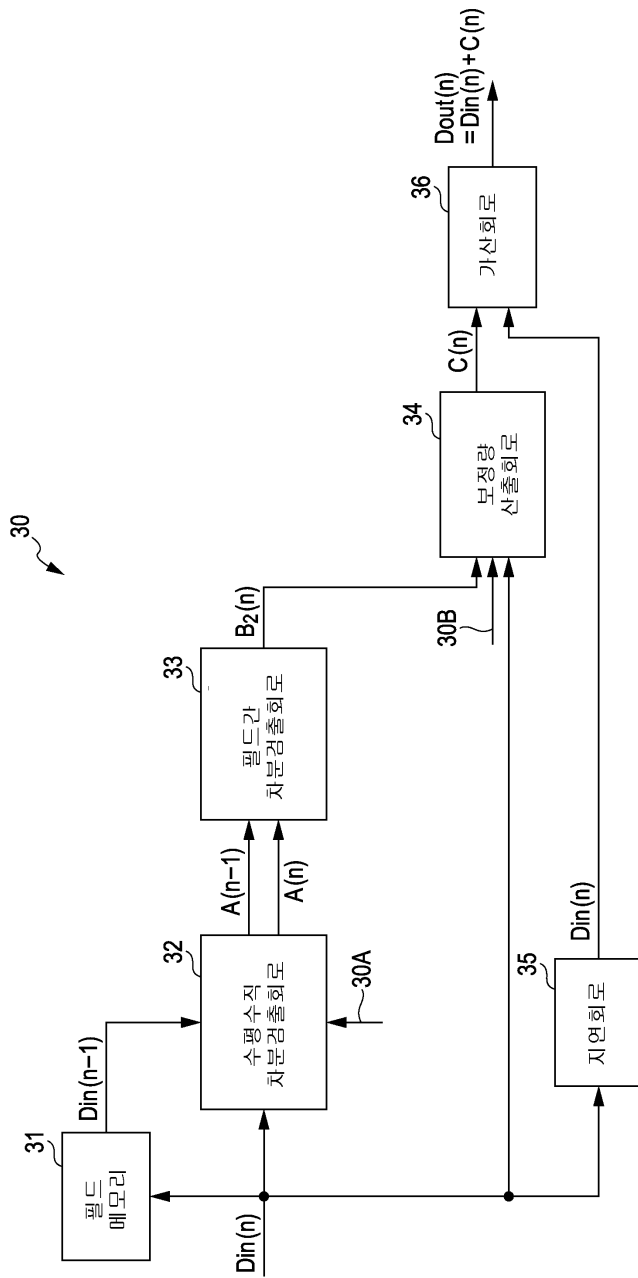 30
31
필드
메모리
Din(n-1)
Din(n)
32
수평수직
차분검출회로
30A
A(n-1)
A(n)
33
필드간
차분검출회로
B2(n)
30B
34
보정량
산출회로
C(n)
35
지연회로
Din(n)
36
가산회로
Dout(n)
=Din(n)+C(n)